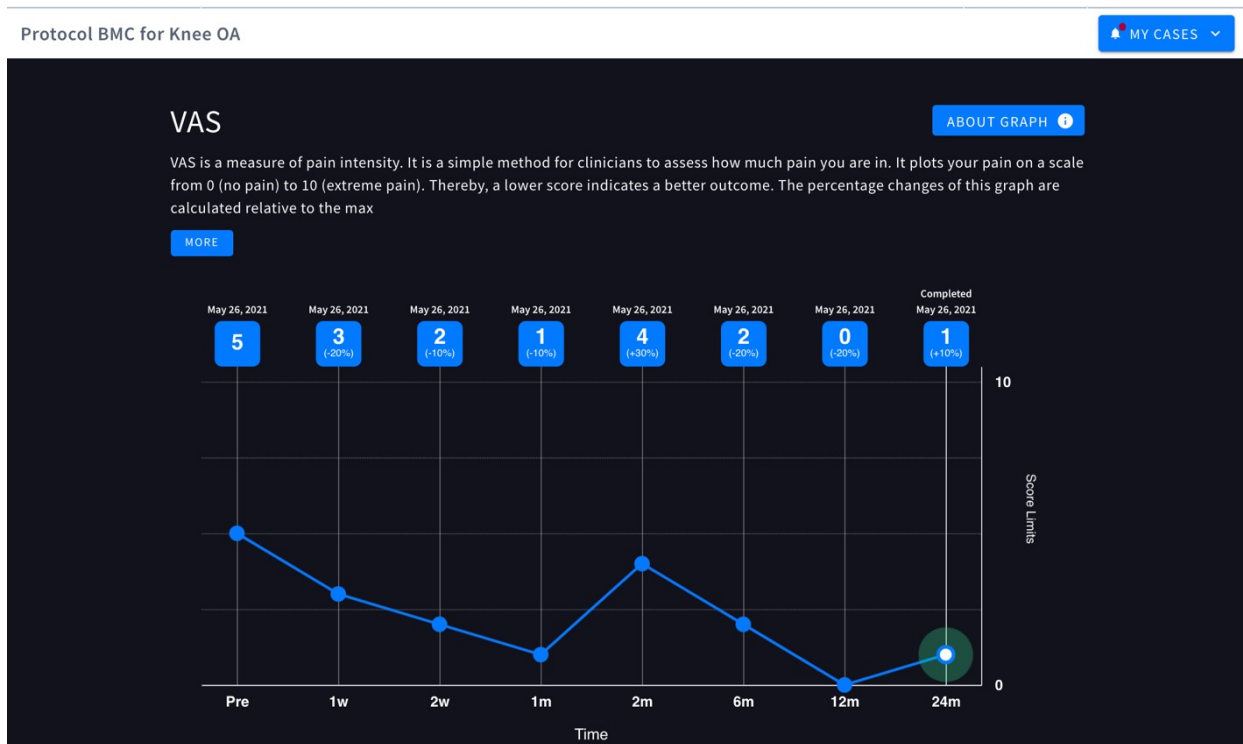 Protocol BMC for Knee OA
MY CASES
VAS
ABOUT GRAPH
VAS is a measure of pain intensity. It is a simple method for clinicians to assess how much pain you are in. It plots your pain on a scale
from 0 (no pain) to 10 (extreme pain). Thereby, a lower score indicates a better outcome. The percentage changes of this graph are
calculated relative to the max
MORE
Completed
May 26, 2021 May 26, 2021 May 26, 2021 May 26, 2021 May 26, 2021 May 26, 2021 May 26, 2021 May 26, 2021
5 3 2 1 4 2 0 1
(-20%) (-10%) (-10%) (+30%) (-20%) (-20%) (+10%)
10
Score Limits
0
Pre 1w 2w 1m 2m 6m 12m 24m
Time